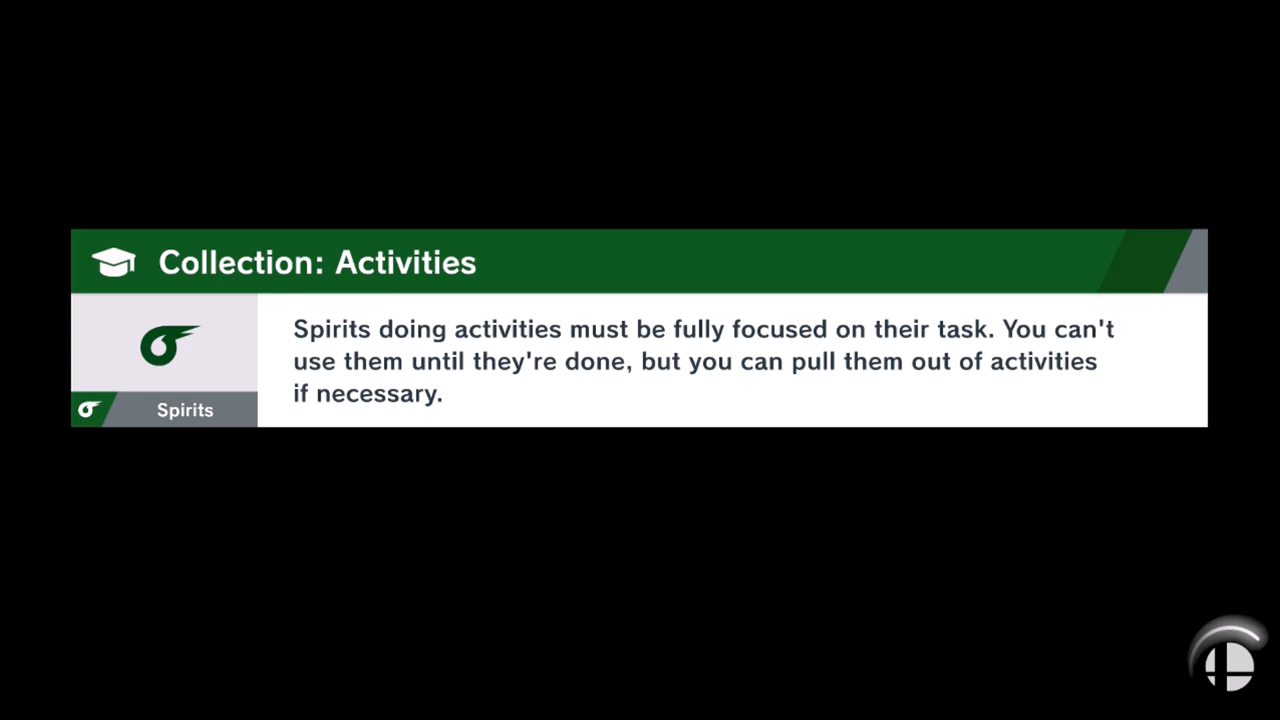 Collection: Activities
Spirits doing activities must be fully focused on their task. You can't
use them until they're done, but you can pull them out of activities
if necessary.
Spirits